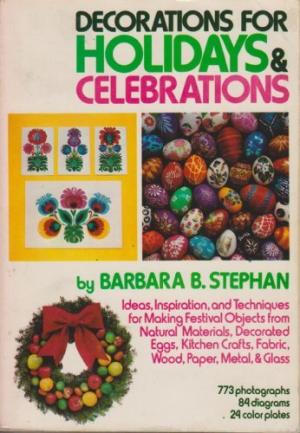 DECORATIONS FOR
HOLIDAYS &
CELEBRATIONS
by BARBARA B. STEPHAN
Ideas, Inspiration, and Techniques
for Making Festival Objects from
Natural Materials, Decorated
Eggs, Kitchen Crafts, Fabric,
Wood, Paper, Metal, & Glass
773 photographs
84 diagrams
24 color plates